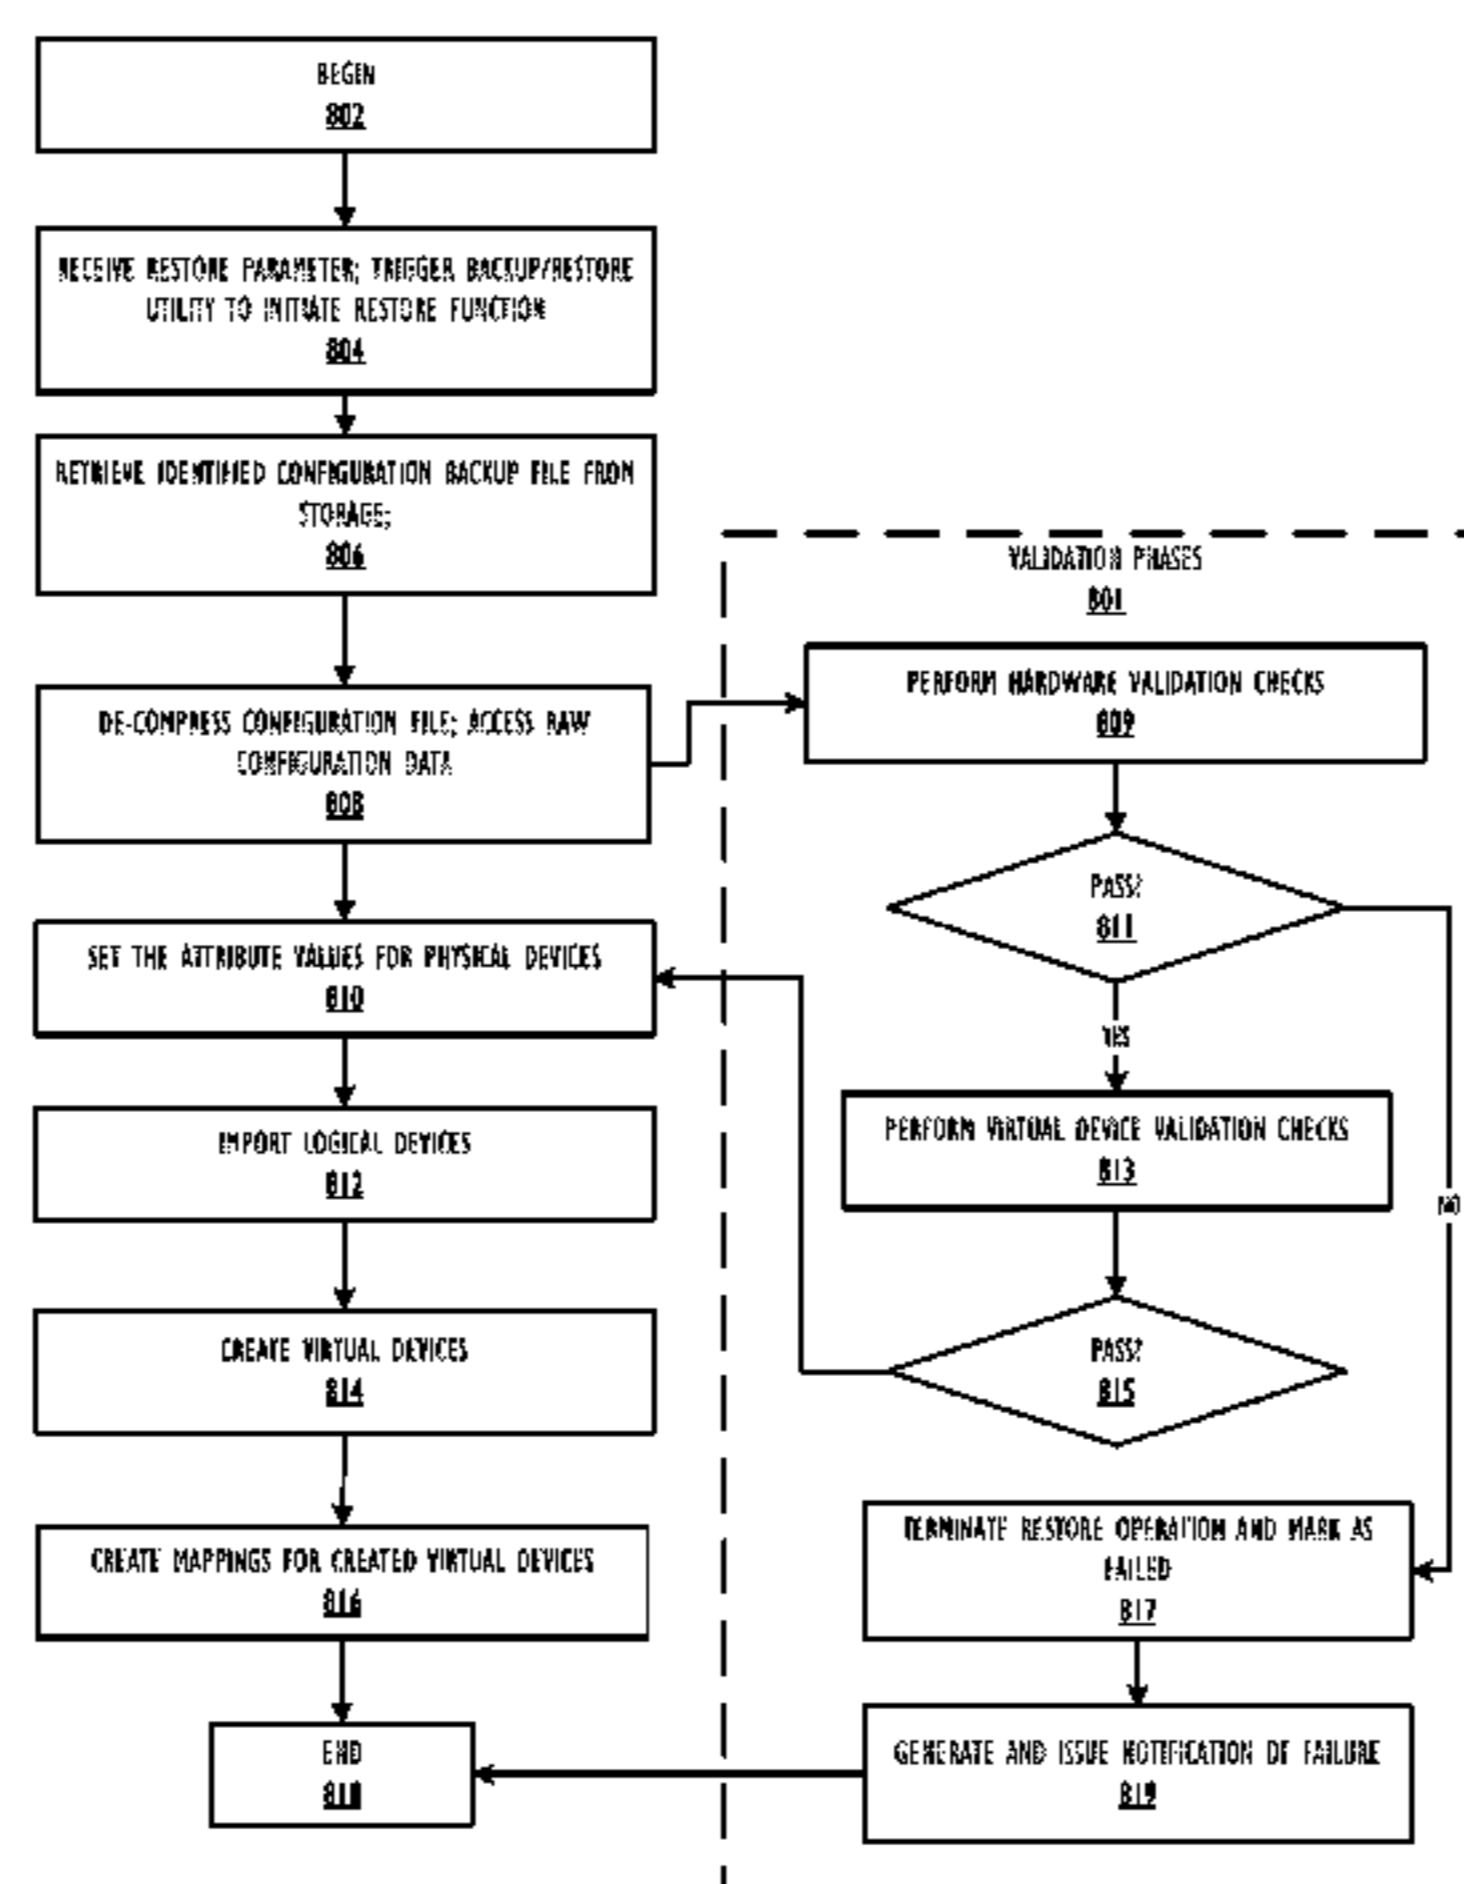 BEGIN
802
RECEIVE RESTORE PARAMETER; TRIGGER BACKUP/RESTORE
UTILITY TO INITIATE RESTORE FUNCTION
804
RETRIEVE IDENTIFIED CONFIGURATION BACKUP FILE FROM
STORAGE;
806
DE-COMPRESS CONFIGURATION FILE; ACCESS RAW
CONFIGURATION DATA
808
SET THE ATTRIBUTE VALUES FOR PHYSICAL DEVICES
810
IMPORT LOGICAL DEVICES
812
CREATE VIRTUAL DEVICES
814
CREATE MAPPINGS FOR CREATED VIRTUAL DEVICES
816
END
818
VALIDATION PHASES
801
PERFORM HARDWARE VALIDATION CHECKS
809
PASS?
811
YES
NO
PERFORM VIRTUAL DEVICE VALIDATION CHECKS
813
PASS?
815
TERMINATE RESTORE OPERATION AND MARK AS
FAILED
817
GENERATE AND ISSUE NOTIFICATION OF FAILURE
819